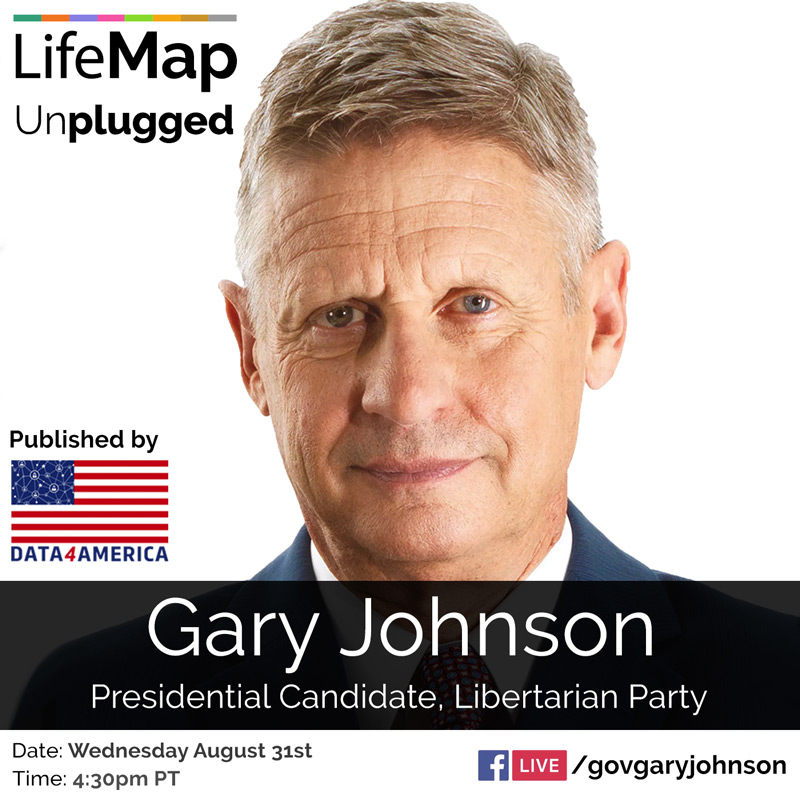 LifeMap
Unplugged
Published by
DATA4AMERICA
Gary Johnson
Presidential Candidate, Libertarian Party
Date: Wednesday August 31st
Time: 4:30pm PT
f LIVE /govgaryjohnson